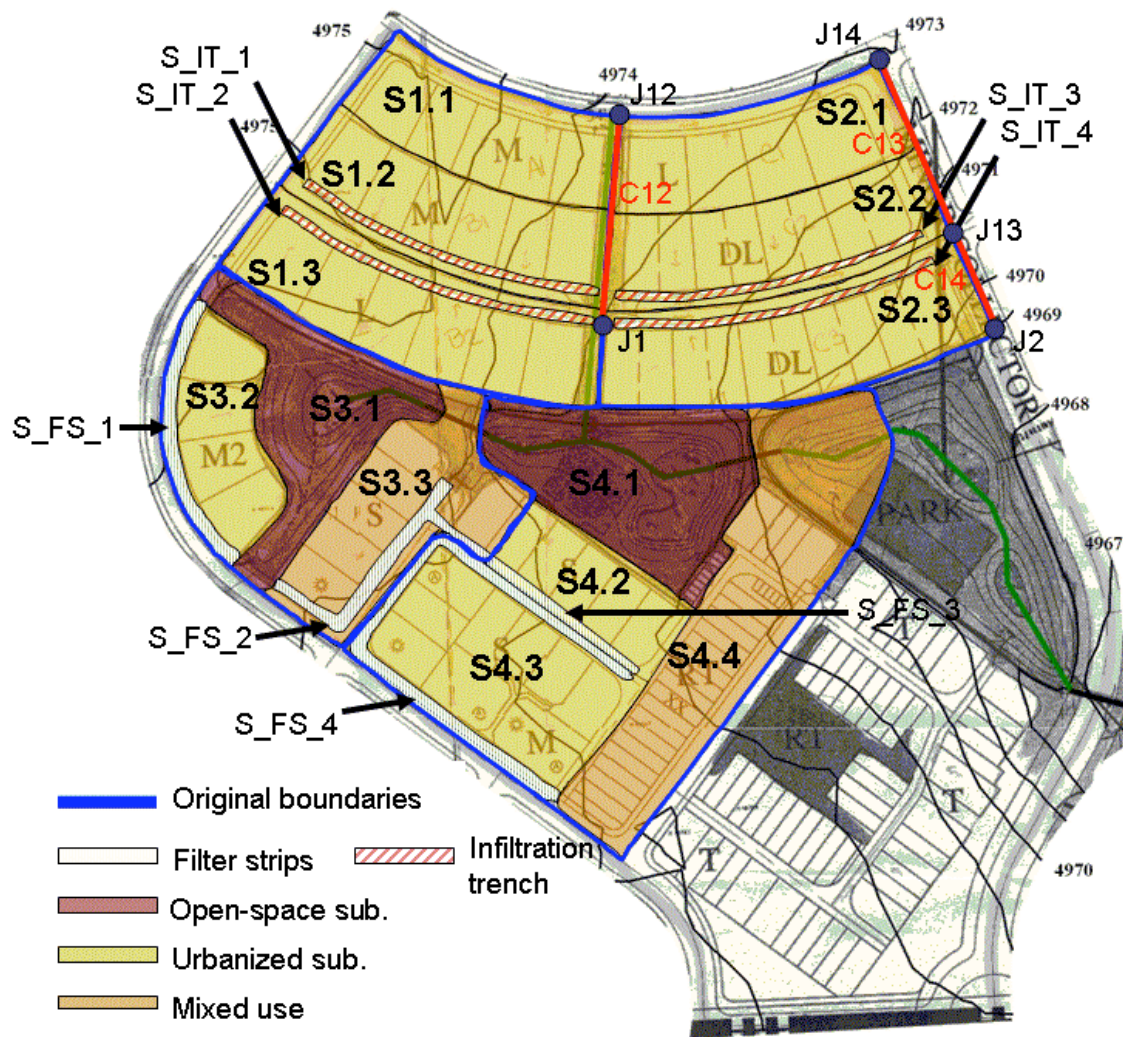 4975
4973
J14
S_IT_1
S_IT_2
4974
J12
S_IT_3
S_IT_4
4972
S1.1
S2.1
C13
M
L
4975
4971
S1.2
C12
S2.2
M
DL
J13
4970
S1.3
C14
S2.3
4969
L
J1
J2
DL
S3.2
S3.1
4968
S_FS_1
M2
S3.3
S4.1
S
PARK
4967
S4.2
S_FS_3
S_FS_2
T
S4.3
S4.4
S
RT
S_FS_4
M
RT
Original boundaries
T
Filter strips
Infiltration
trench
T
4970
Open-space sub.
Urbanized sub.
Mixed use